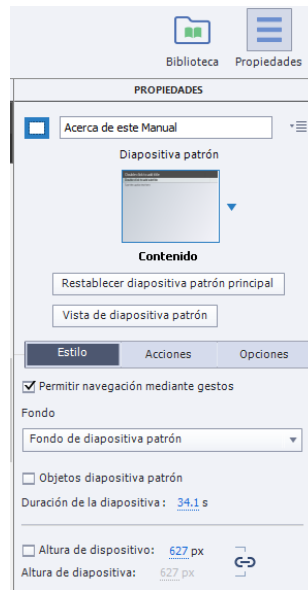 Biblioteca Propiedades
PROPIEDADES
Acerca de este Manual
Diapositiva patrón
Contenido
Restablecer diapositiva patrón principal
Vista de diapositiva patrón
Estilo Acciones Opciones
Permitir navegación mediante gestos
Fondo
Fondo de diapositiva patrón
Objetos diapositiva patrón
Duración de la diapositiva : 34.1 s
Altura de dispositivo: 627 px
Altura de diapositiva: 627 px